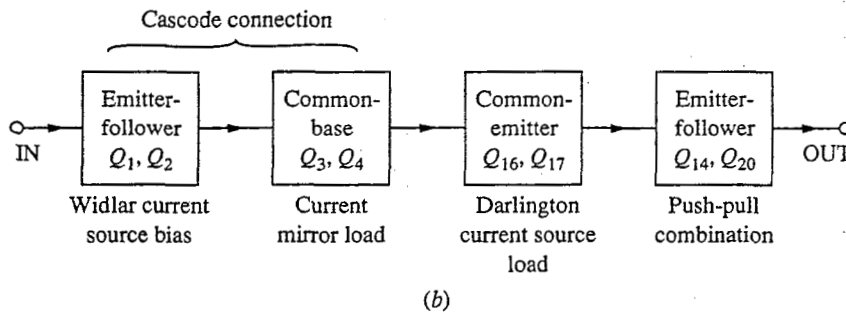 Cascode connection
IN
Emitter-
follower
Q1, Q2
Widlar current
source bias
Common-
base
Q3, Q4
Current
mirror load
Common-
emitter
Q16, Q17
Darlington
current source
load
Emitter-
follower
Q14, Q20
Push-pull
combination
OUT
(b)